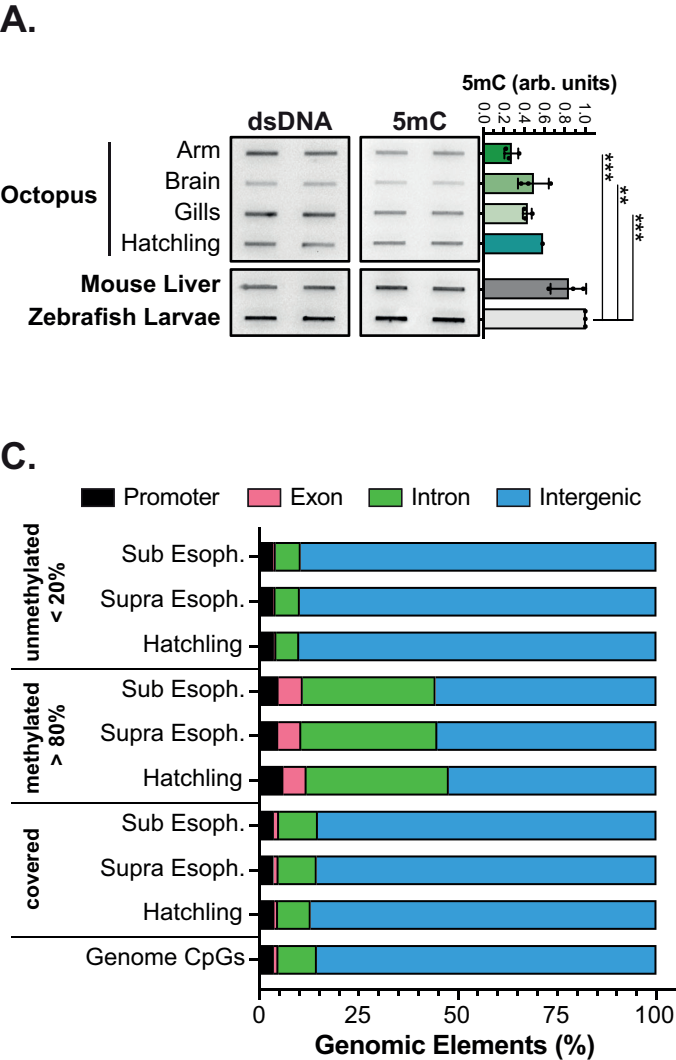 A.
5mC (arb. units)
0.0 0.2 0.4 0.6 0.8 1.0
dsDNA 5mC
Octopus
Arm
Brain
Gills
Hatchling
Mouse Liver
Zebrafish Larvae
***
**
***
C.
Promoter Exon Intron Intergenic
unmethylated
< 20%
Sub Esoph.
Supra Esoph.
Hatchling
methylated
> 80%
Sub Esoph.
Supra Esoph.
Hatchling
covered
Sub Esoph.
Supra Esoph.
Hatchling
Genome CpGs
0 25 50 75 100
Genomic Elements (%)